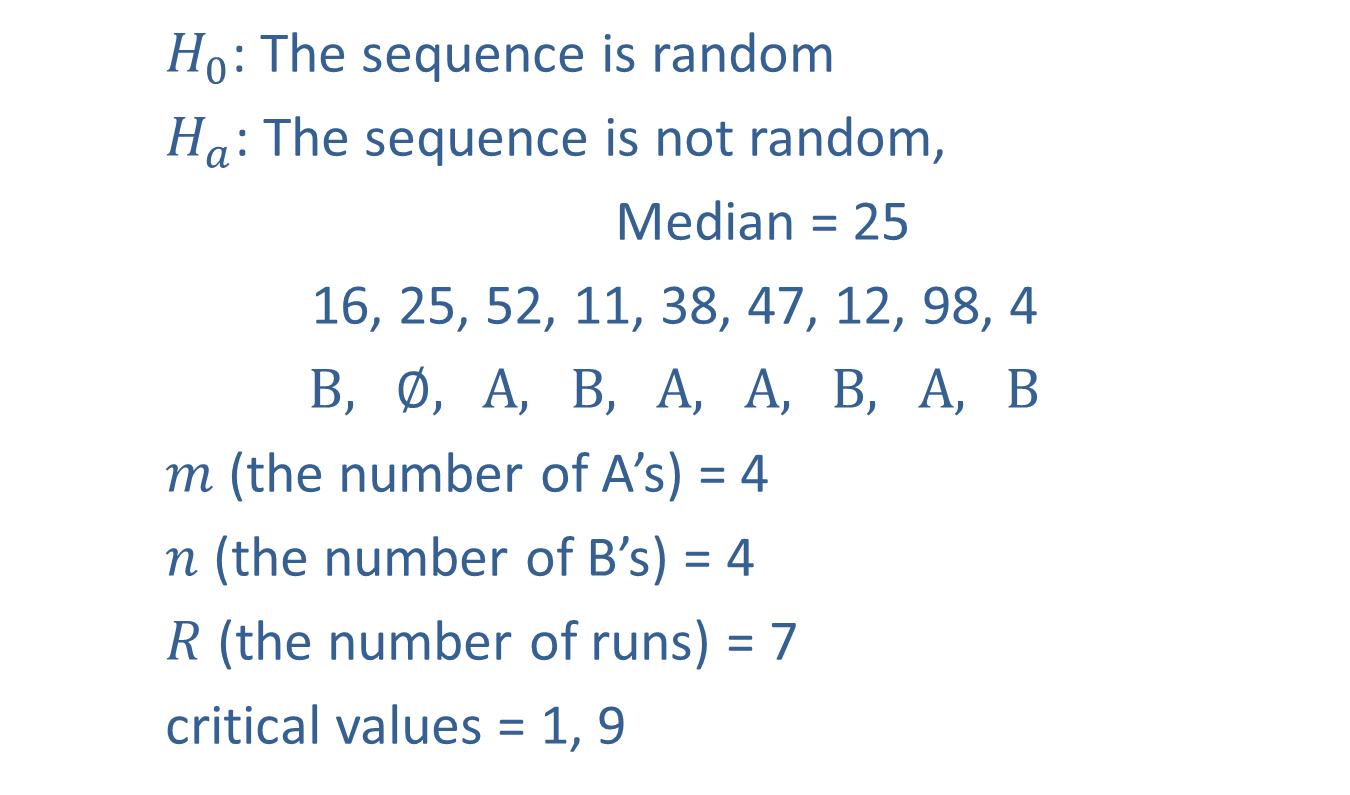 H₀: The sequence is random
Hₐ: The sequence is not random,
Median = 25
16, 25, 52, 11, 38, 47, 12, 98, 4
B, Ø, A, B, A, A, B, A, B
m (the number of A’s) = 4
n (the number of B’s) = 4
R (the number of runs) = 7
critical values = 1, 9